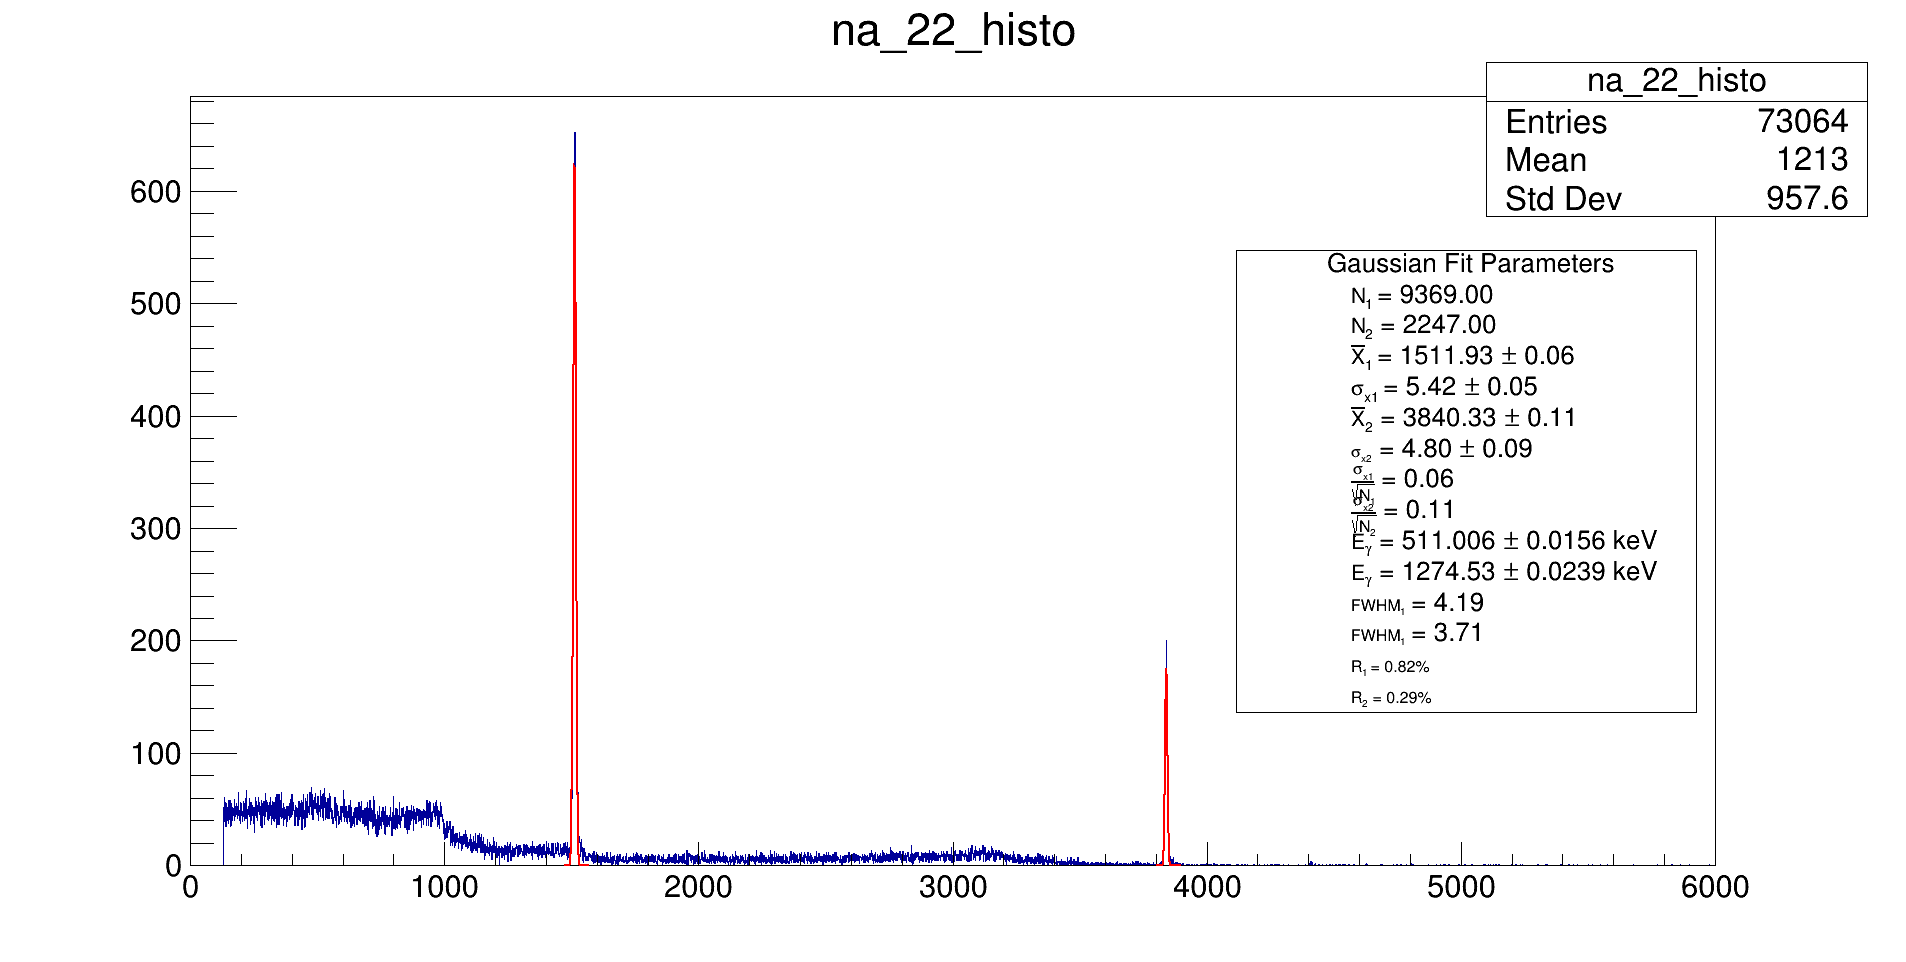 na_22_histo
na_22_histo
Entries 73064
Mean 1213
Std Dev 957.6
Gaussian Fit Parameters
N₁ = 9369.00
N₂ = 2247.00
X̅₁ = 1511.93 ± 0.06
σₓ₁ = 5.42 ± 0.05
X̅₂ = 3840.33 ± 0.11
σₓ₂ = 4.80 ± 0.09
σₓ₁/√N₁ = 0.06
σₓ₂/√N₂ = 0.11
Eᵧ = 511.006 ± 0.0156 keV
Eᵧ = 1274.53 ± 0.0239 keV
FWHM₁ = 4.19
FWHM₁ = 3.71
R₁ = 0.82%
R₂ = 0.29%
600
500
400
300
200
100
0
0 1000 2000 3000 4000 5000 6000